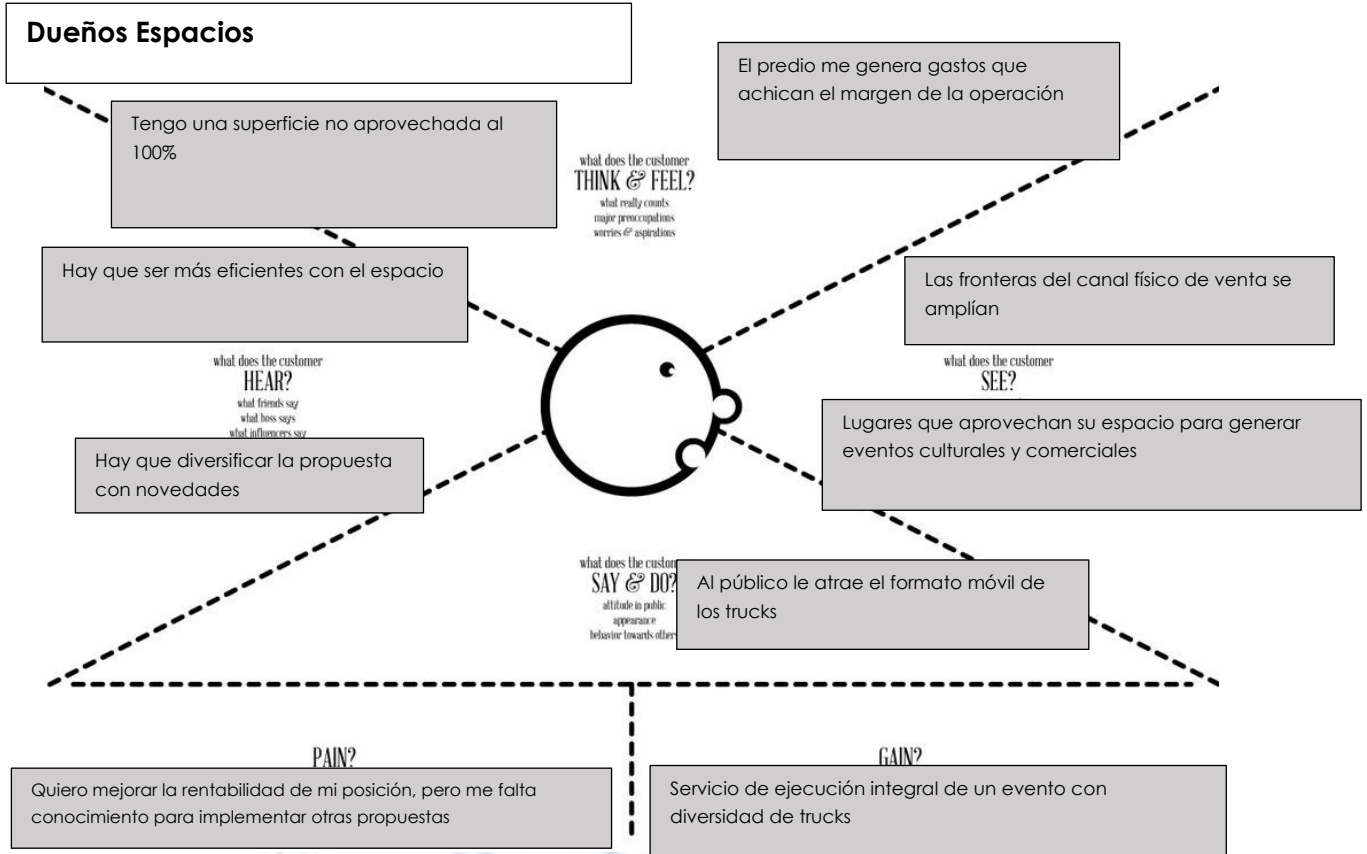 Dueños Espacios
El predio me genera gastos que
achican el margen de la operación
Tengo una superficie no aprovechada al
100%
what does the customer
THINK & FEEL?
what really counts
major preoccupations
worries & aspirations
Hay que ser más eficientes con el espacio
Las fronteras del canal físico de venta se
amplían
what does the customer
HEAR?
what friends say
what boss says
what influencers say
what does the customer
SEE?
Lugares que aprovechan su espacio para generar
eventos culturales y comerciales
Hay que diversificar la propuesta
con novedades
what does the custom
SAY & DO?
attitude in public
appearance
behavior towards others
Al público le atrae el formato móvil de
los trucks
PAIN?
Quiero mejorar la rentabilidad de mi posición, pero me falta
conocimiento para implementar otras propuestas
GAIN?
Servicio de ejecución integral de un evento con
diversidad de trucks